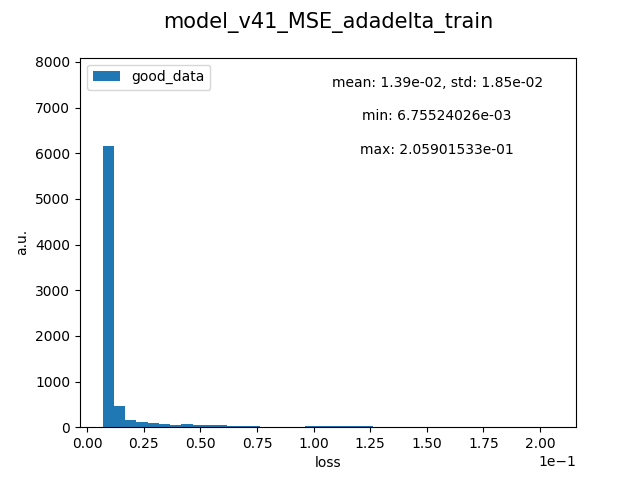 model_v41_MSE_adadelta_train
good_data
mean: 1.39e-02, std: 1.85e-02
min: 6.75524026e-03
max: 2.05901533e-01
8000
7000
6000
5000
4000
3000
2000
1000
0
a.u.
0.00 0.25 0.50 0.75 1.00 1.25 1.50 1.75 2.00
loss
1e−1